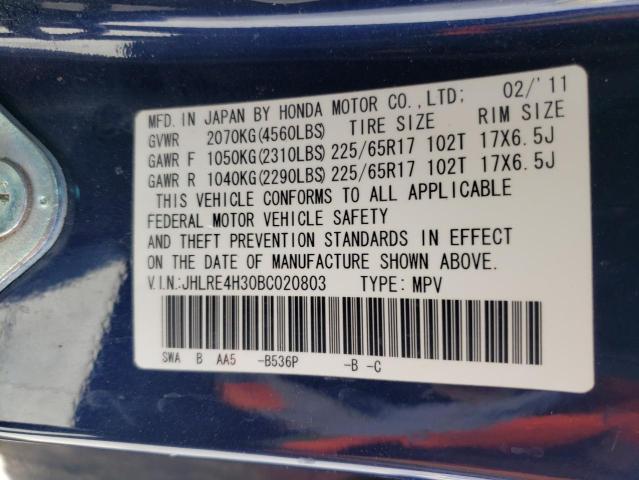 MFD. IN JAPAN BY HONDA MOTOR CO.,LTD; 02/'11
GVWR 2070KG(4560LBS) TIRE SIZE RIM SIZE
GAWR F 1050KG(2310LBS) 225/65R17 102T 17X6.5J
GAWR R 1040KG(2290LBS) 225/65R17 102T 17X6.5J
THIS VEHICLE CONFORMS TO ALL APPLICABLE
FEDERAL MOTOR VEHICLE SAFETY
AND THEFT PREVENTION STANDARDS IN EFFECT
ON THE DATE OF MANUFACTURE SHOWN ABOVE.
V.I.N.:JHLRE4H30BC020803 TYPE: MPV
SWA B AA5 -B536P -B -C